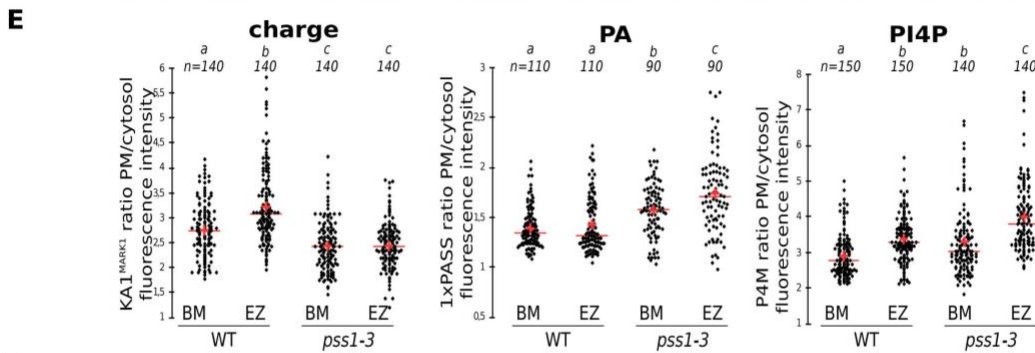 E
charge
a b c c
n=140 140 140 140
KA1MARK1 ratio PM/cytosol
fluorescence intensity
6
5,5
5
4,5
4
3,5
3
2,5
2
1,5
1
BM EZ BM EZ
WT pss1-3
PA
a a b c
n=110 110 90 90
1xPASS ratio PM/cytosol
fluorescence intensity
3
2,5
2
1,5
1
0,5
BM EZ BM EZ
WT pss1-3
PI4P
a b b c
n=150 150 140 140
P4M ratio PM/cytosol
fluorescence intensity
8
7
6
5
4
3
2
1
BM EZ BM EZ
WT pss1-3